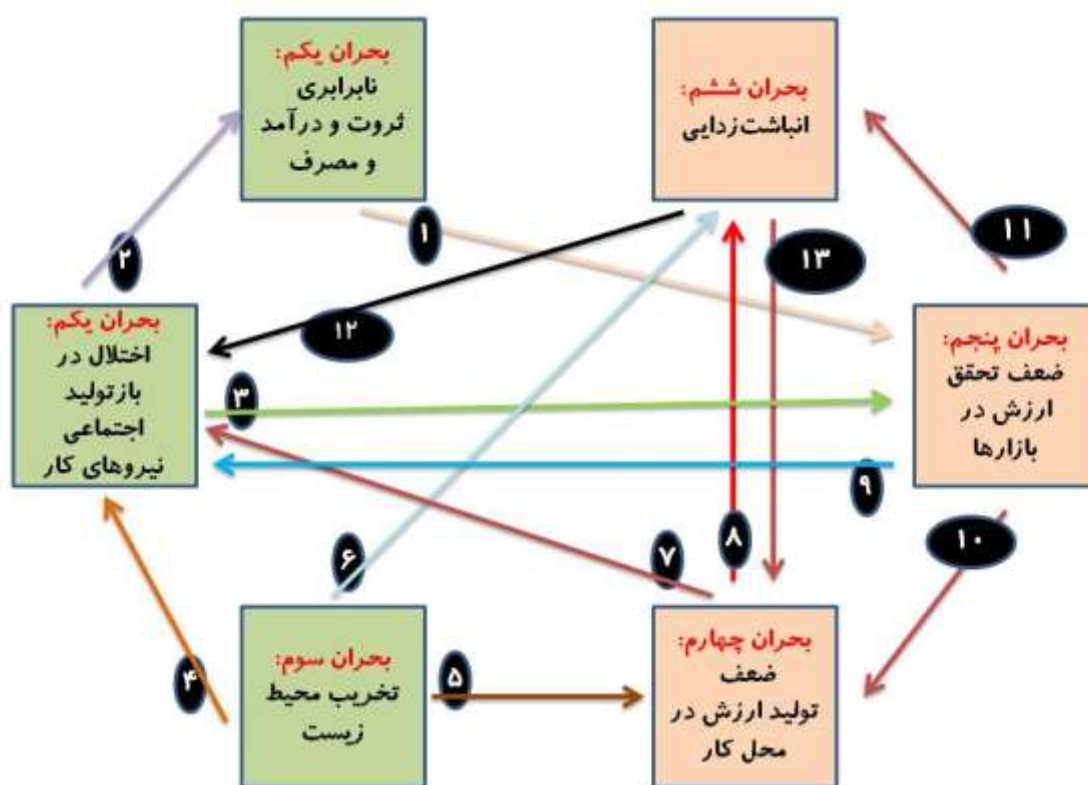 بحران یکم:
نابرابری
ثروت و درآمد
و مصرف
بحران ششم:
انباشت‌زدایی
۱
۲
۱۱
۱۳
۱۲
بحران یکم:
اختلال در
بازتولید
اجتماعی
نیروهای کار
بحران پنجم:
ضعف تحقق
ارزش در
بازارها
۳
۹
۱۰
۸
۷
۶
۴
۵
بحران سوم:
تخریب محیط
زیست
بحران چهارم:
ضعف
تولید ارزش در
محل کار